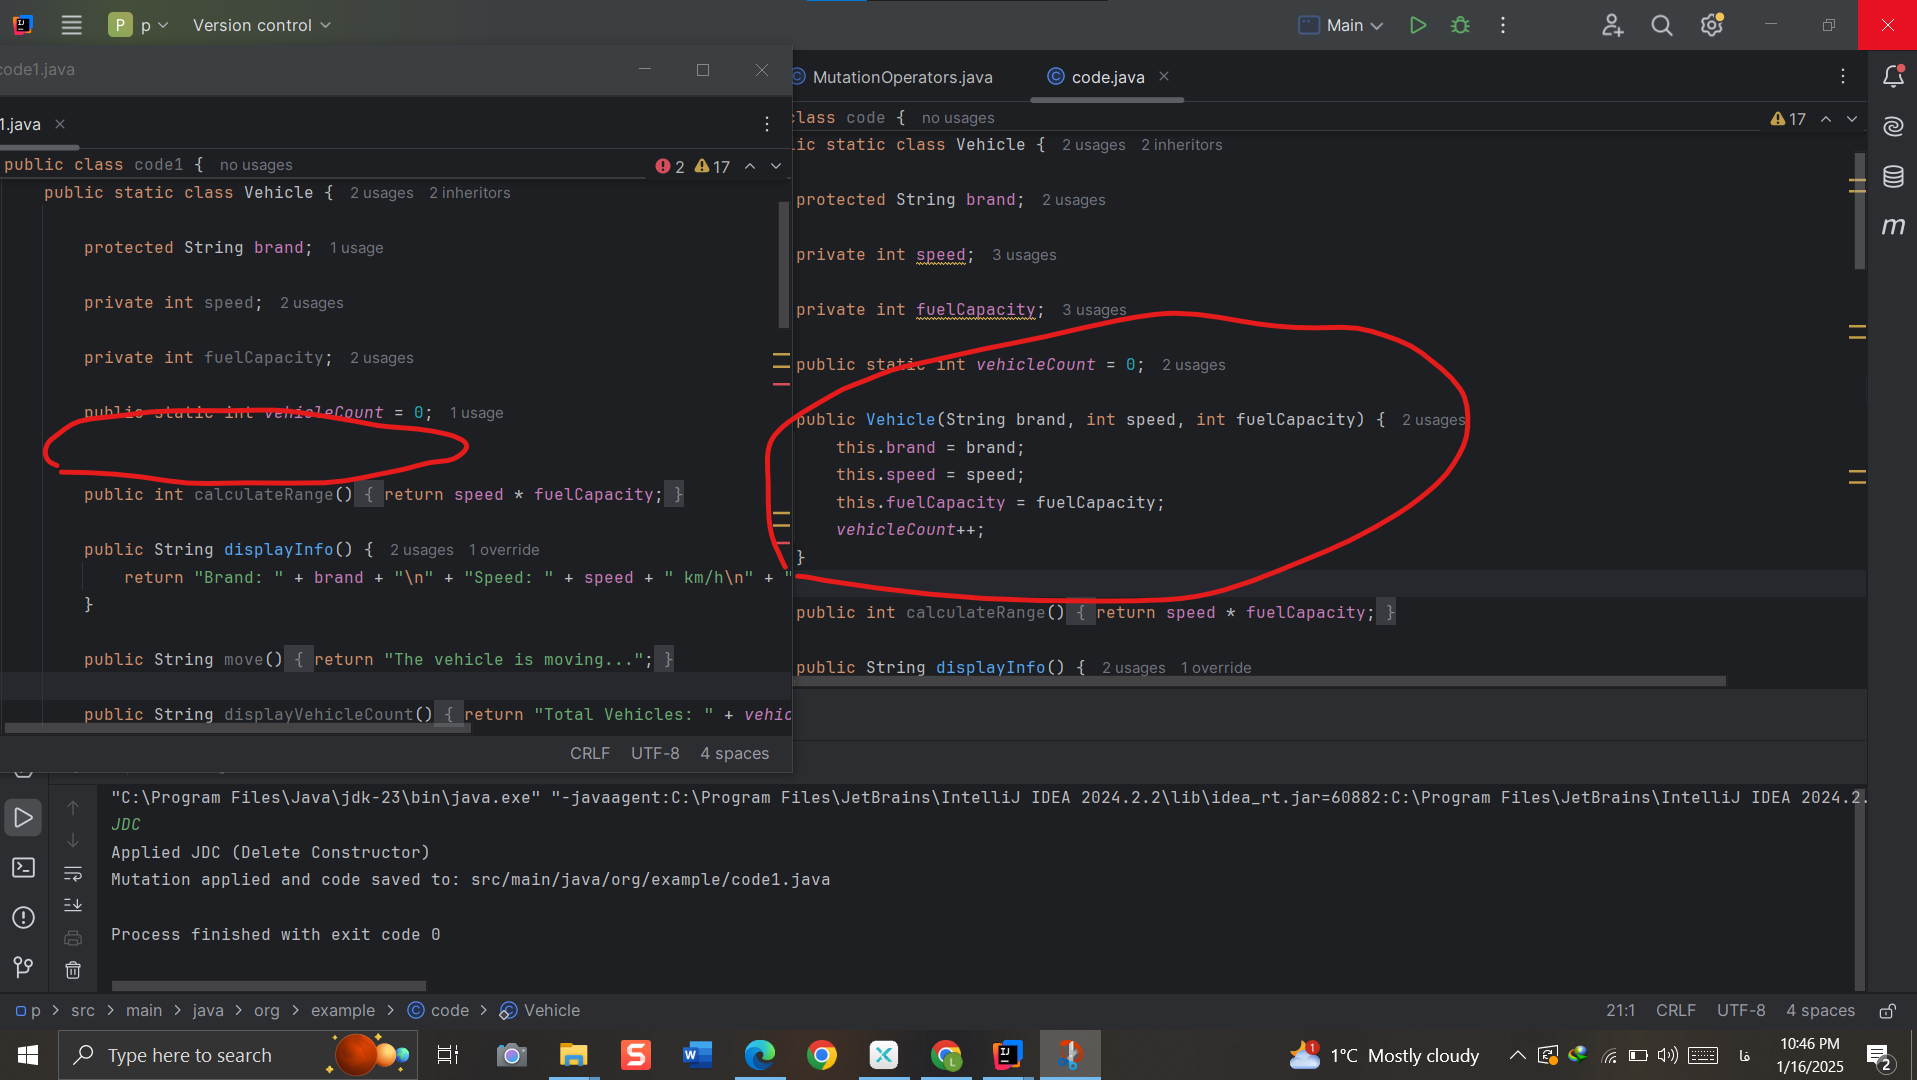 P p Version control
Main
code1.java
1.java
public class code1 { no usages
2 17
public static class Vehicle { 2 usages 2 inheritors
protected String brand; 1 usage
private int speed; 2 usages
private int fuelCapacity; 2 usages
public static int vehicleCount = 0; 1 usage
public int calculateRange() { return speed * fuelCapacity; }
public String displayInfo() { 2 usages 1 override
return "Brand: " + brand + "\n" + "Speed: " + speed + " km/h\n" + "
}
public String move() { return "The vehicle is moving..."; }
public String displayVehicleCount() { return "Total Vehicles: " + vehic
CRLF UTF-8 4 spaces
MutationOperators.java code.java
class code { no usages
17
lic static class Vehicle { 2 usages 2 inheritors
protected String brand; 2 usages
private int speed; 3 usages
private int fuelCapacity; 3 usages
public static int vehicleCount = 0; 2 usages
public Vehicle(String brand, int speed, int fuelCapacity) { 2 usages
this.brand = brand;
this.speed = speed;
this.fuelCapacity = fuelCapacity;
vehicleCount++;
}
public int calculateRange() { return speed * fuelCapacity; }
public String displayInfo() { 2 usages 1 override
m
"C:\Program Files\Java\jdk-23\bin\java.exe" "-javaagent:C:\Program Files\JetBrains\IntelliJ IDEA 2024.2.2\lib\idea_rt.jar=60882:C:\Program Files\JetBrains\IntelliJ IDEA 2024.2.
JDC
Applied JDC (Delete Constructor)
Mutation applied and code saved to: src/main/java/org/example/code1.java
Process finished with exit code 0
p > src > main > java > org > example > code > Vehicle
21:1 CRLF UTF-8 4 spaces
Type here to search
1 1°C Mostly cloudy
فا
10:46 PM
1/16/2025
2